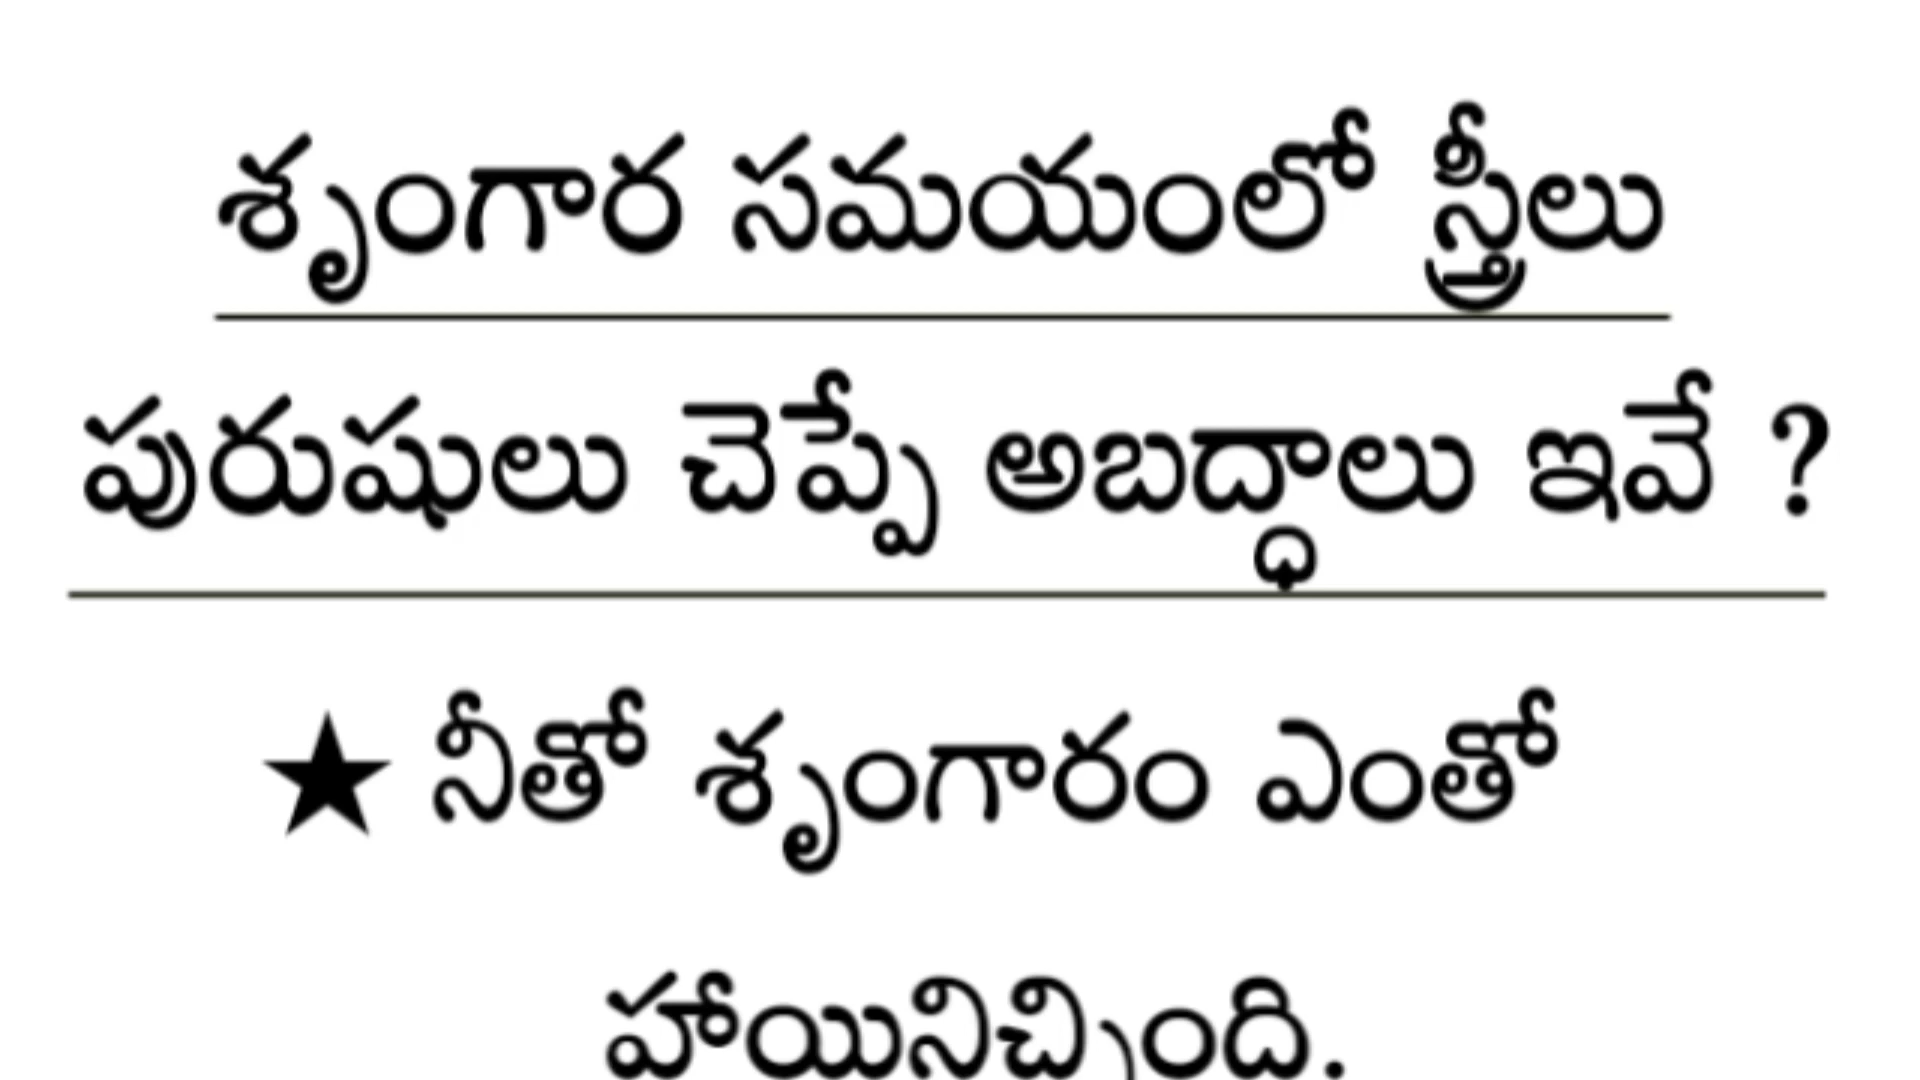 శృంగార సమయంలో స్త్రీలు
పురుషులు చెప్పే అబద్ధాలు ఇవే ?
★ నీతో శృంగారం ఎంతో
హాయినిచ్చింది.